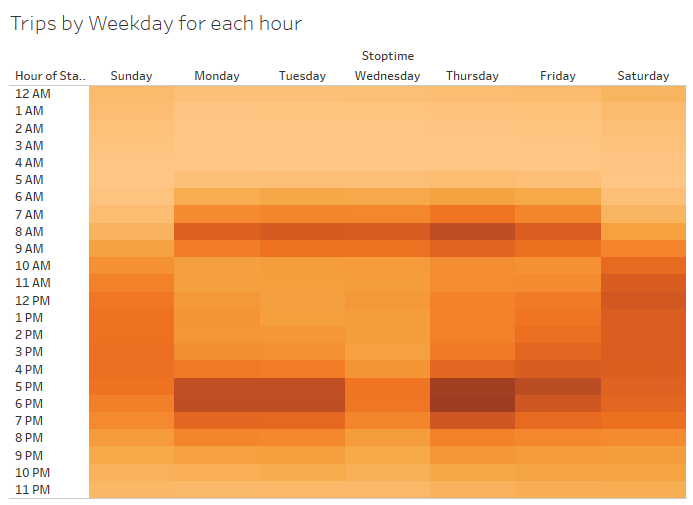 Trips by Weekday for each hour
Stoptime
Hour of Sta.. Sunday Monday Tuesday Wednesday Thursday Friday Saturday
12 AM
1 AM
2 AM
3 AM
4 AM
5 AM
6 AM
7 AM
8 AM
9 AM
10 AM
11 AM
12 PM
1 PM
2 PM
3 PM
4 PM
5 PM
6 PM
7 PM
8 PM
9 PM
10 PM
11 PM